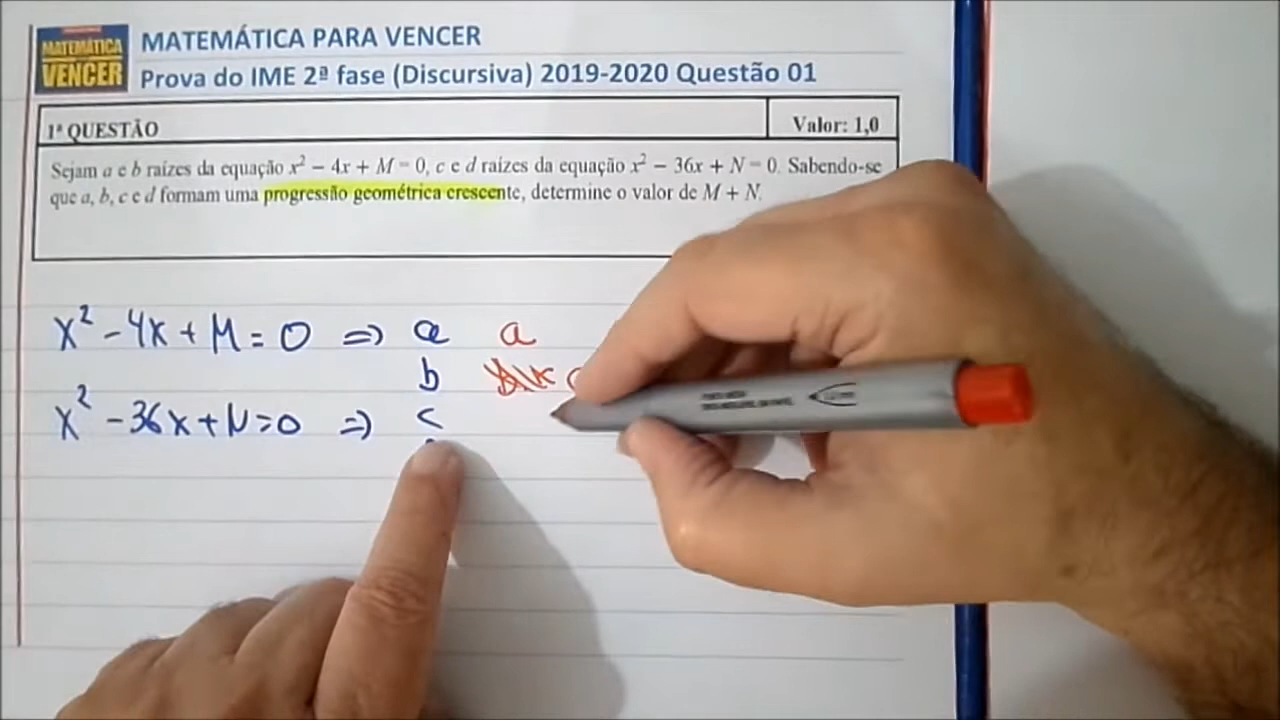 MATEMÁTICA
VENCER
MATEMÁTICA PARA VENCER
Prova do IME 2ª fase (Discursiva) 2019-2020 Questão 01
1ª QUESTÃO
Valor: 1,0
Sejam a e b raízes da equação x² − 4x + M = 0, c e d raízes da equação x² − 36x + N = 0. Sabendo-se
que a, b, c e d formam uma progressão geométrica crescente, determine o valor de M + N.
x² - 4x + M = 0 => a a
b
x² - 36x + N = 0 => c